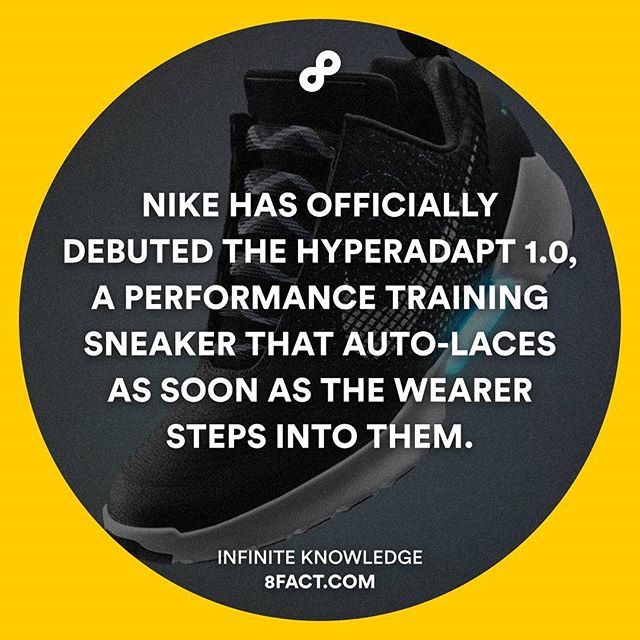 NIKE HAS OFFICIALLY
DEBUTED THE HYPERADAPT 1.0,
A PERFORMANCE TRAINING
SNEAKER THAT AUTO-LACES
AS SOON AS THE WEARER
STEPS INTO THEM.
INFINITE KNOWLEDGE
8FACT.COM